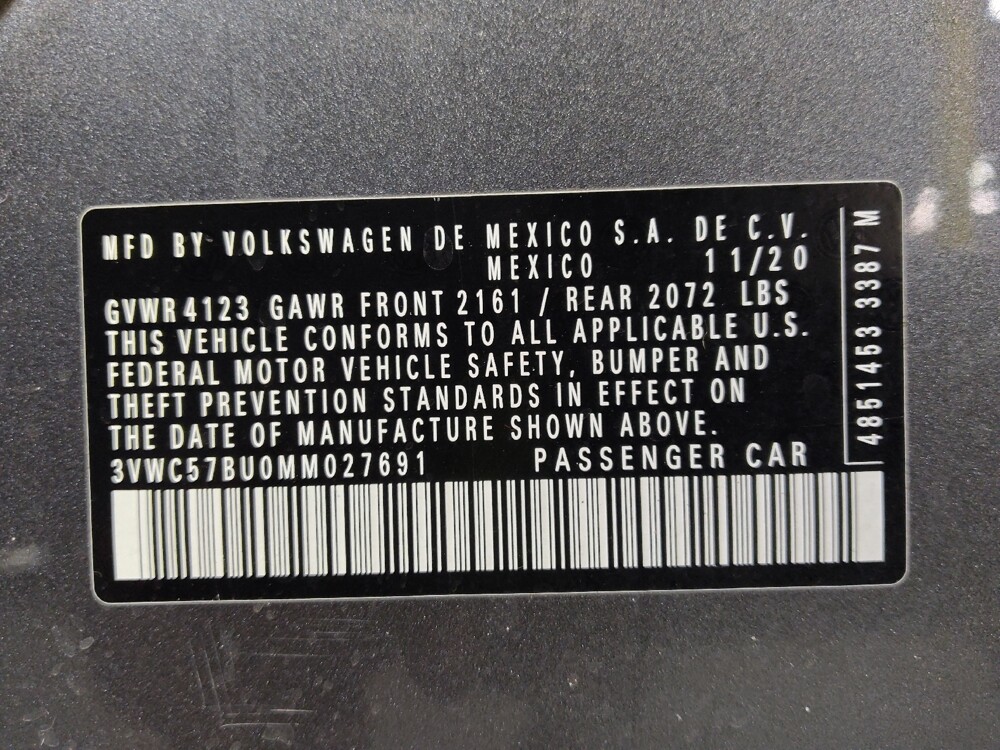 MFD BY VOLKSWAGEN DE MEXICO S.A. DE C.V.
MEXICO 11/20
GVWR 4123 GAWR FRONT 2161 / REAR 2072 LBS
THIS VEHICLE CONFORMS TO ALL APPLICABLE U.S.
FEDERAL MOTOR VEHICLE SAFETY, BUMPER AND
THEFT PREVENTION STANDARDS IN EFFECT ON
THE DATE OF MANUFACTURE SHOWN ABOVE.
3VWC57BU0MM027691 PASSENGER CAR
4851453 3387 M